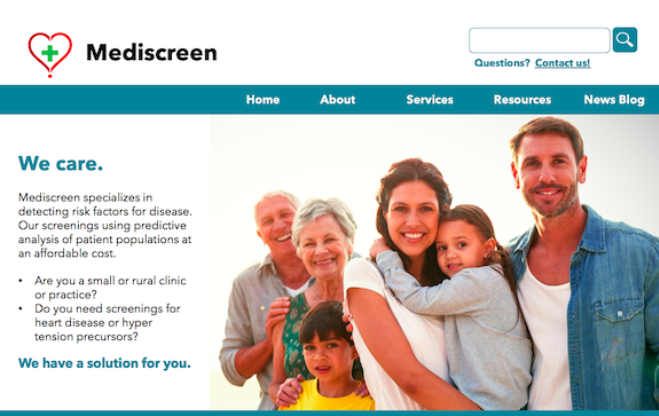 Mediscreen
Questions? Contact us!
Home About Services Resources News Blog
We care.
Mediscreen specializes in
detecting risk factors for disease.
Our screenings using predictive
analysis of patient populations at
an affordable cost.
• Are you a small or rural clinic
or practice?
• Do you need screenings for
heart disease or hyper
tension precursors?
We have a solution for you.